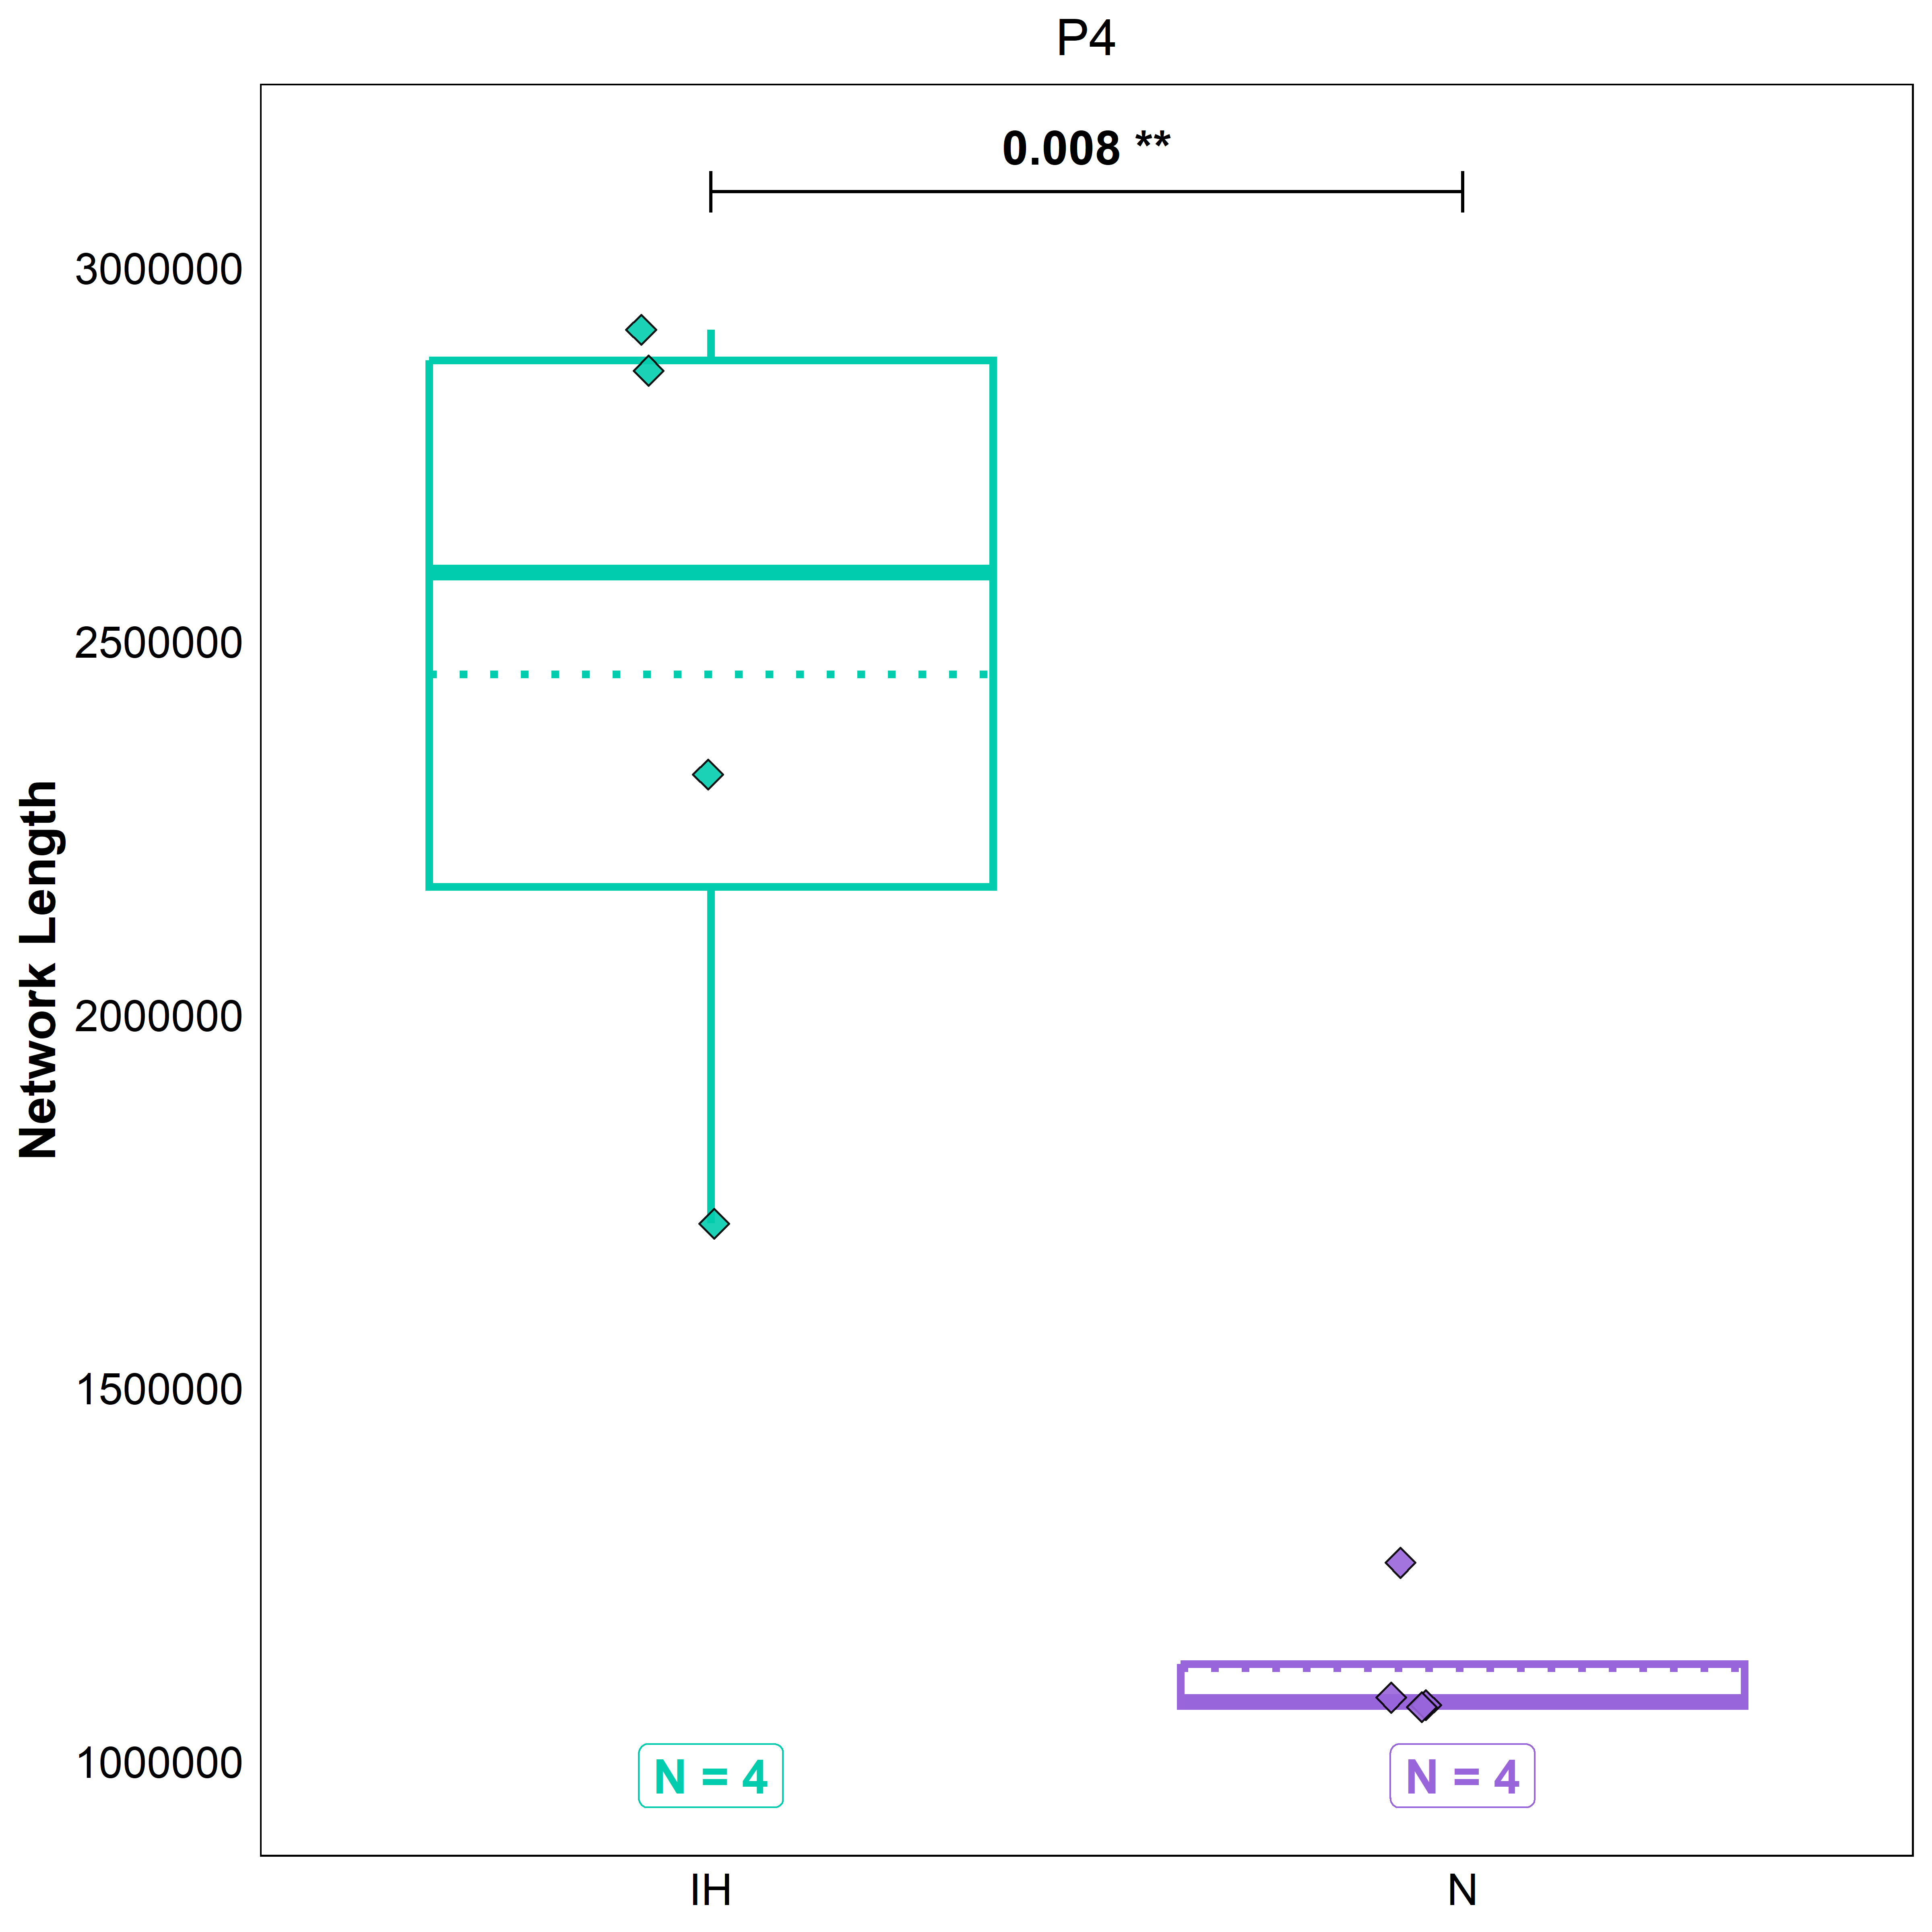 P4
0.008 **
3000000
2500000
2000000
1500000
1000000
Network Length
N = 4
N = 4
IH
N